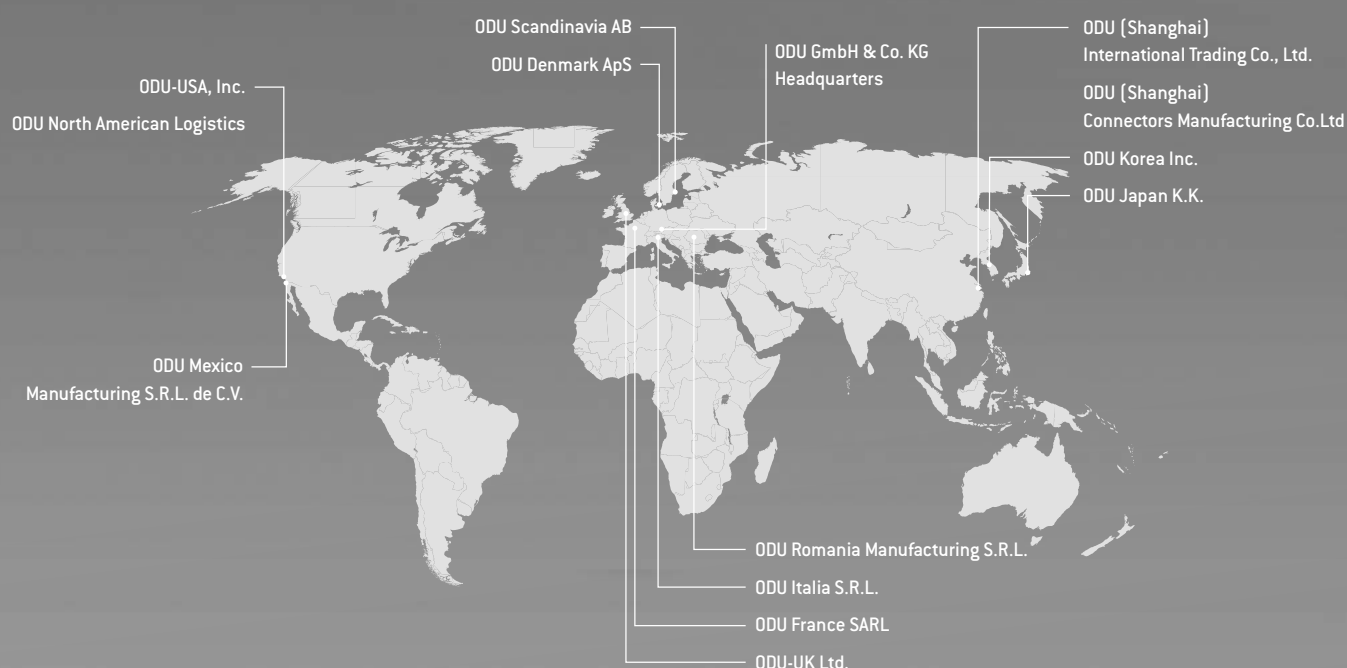 ODU Scandinavia AB
ODU Denmark ApS
ODU GmbH & Co. KG
Headquarters
ODU (Shanghai)
International Trading Co., Ltd.
ODU (Shanghai)
Connectors Manufacturing Co.Ltd
ODU Korea Inc.
ODU Japan K.K.
ODU-USA, Inc.
ODU North American Logistics
ODU Mexico
Manufacturing S.R.L. de C.V.
ODU Romania Manufacturing S.R.L.
ODU Italia S.R.L.
ODU France SARL
ODU-UK Ltd.